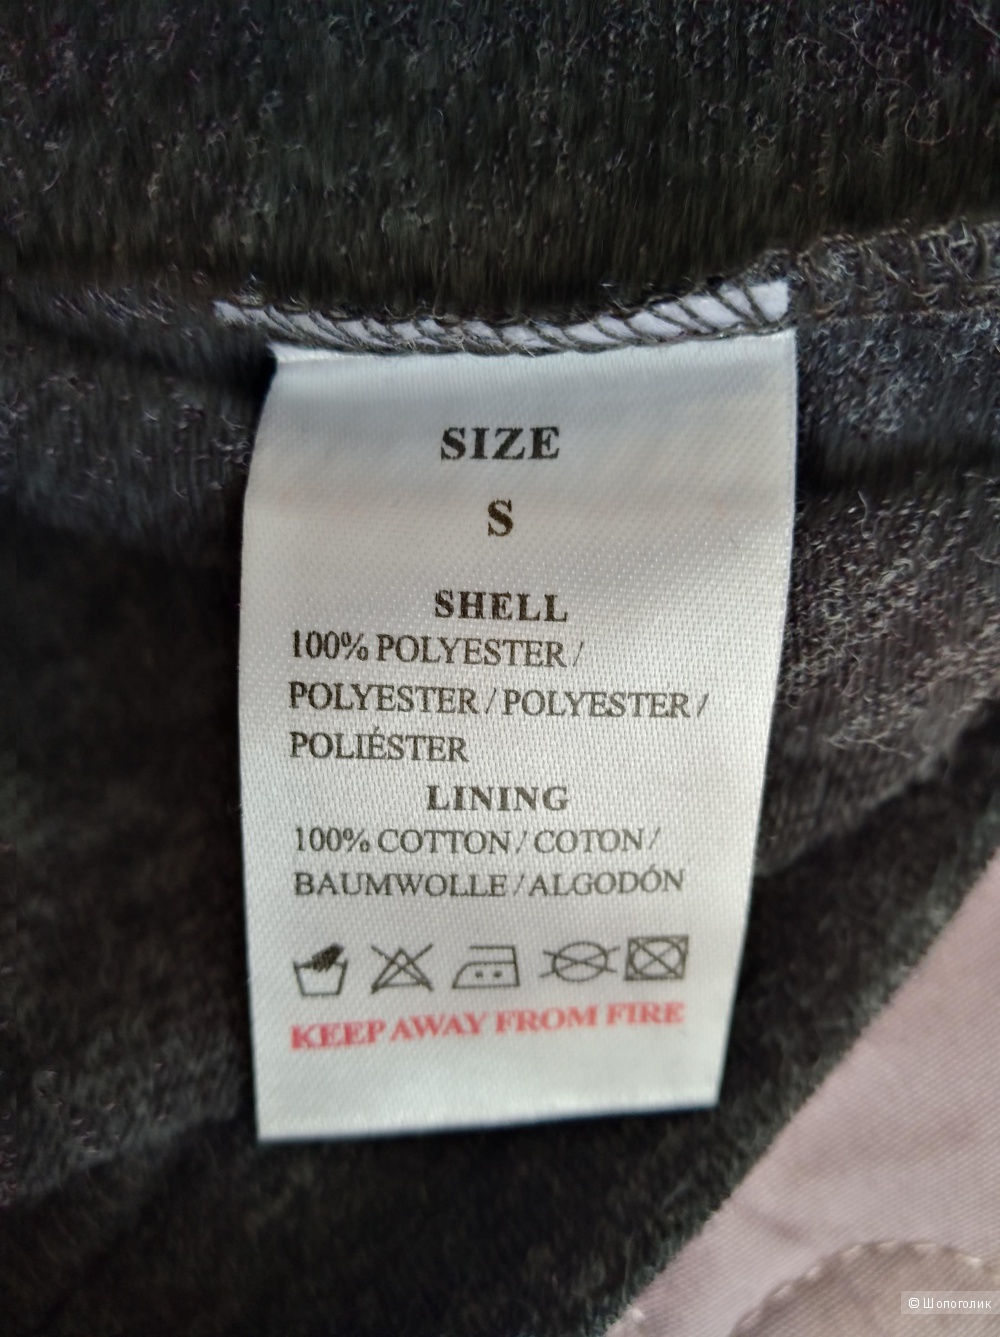 SIZE
S
SHELL
100% POLYESTER/
POLYESTER/POLYESTER/
POLIÉSTER
LINING
100% COTTON/COTON/
BAUMWOLLE/ALGODÓN
KEEP AWAY FROM FIRE
© Шопоголик